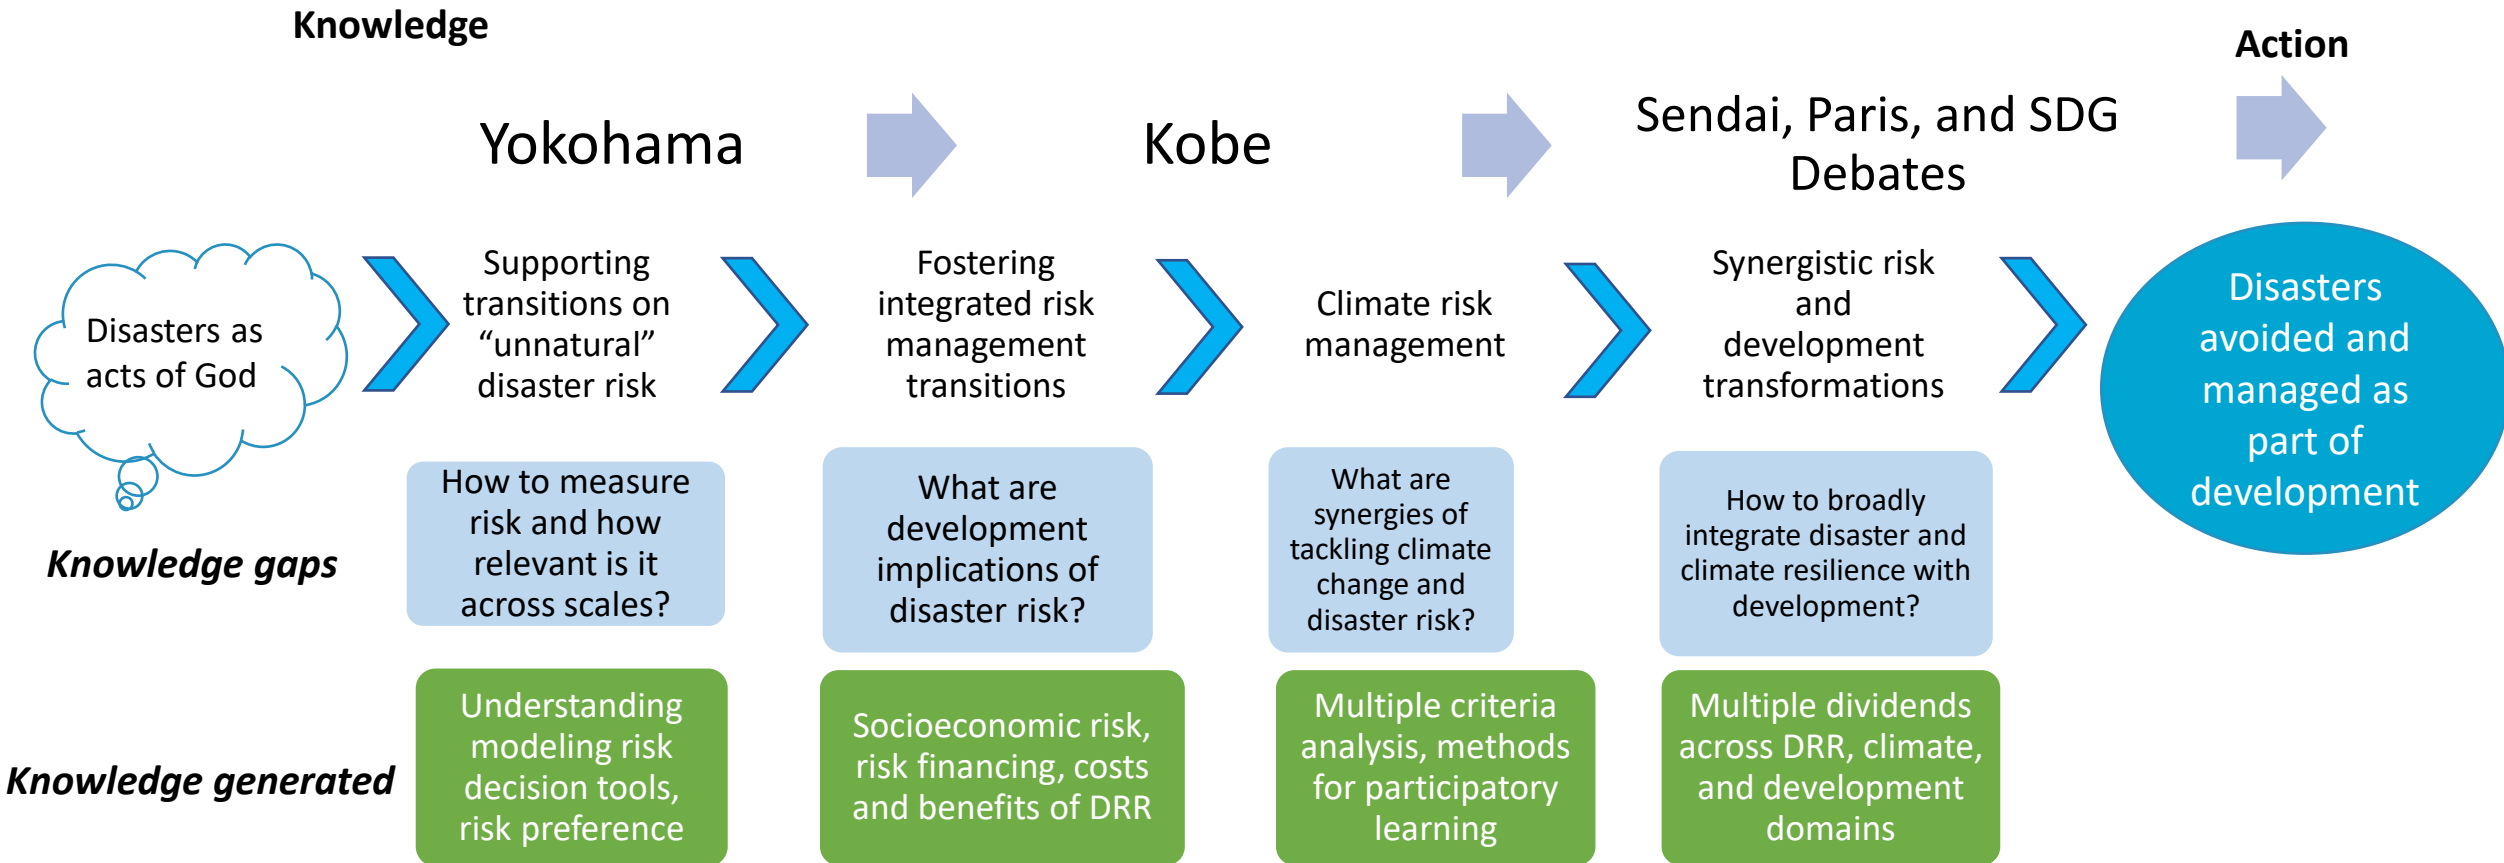 Knowledge
Action
Yokohama
Kobe
Sendai, Paris, and SDG
Debates
Disasters as
acts of God
Supporting
transitions on
“unnatural”
disaster risk
Fostering
integrated risk
management
transitions
Climate risk
management
Synergistic risk
and
development
transformations
Disasters
avoided and
managed as
part of
development
Knowledge gaps
How to measure
risk and how
relevant is it
across scales?
What are
development
implications of
disaster risk?
What are
synergies of
tackling climate
change and
disaster risk?
How to broadly
integrate disaster and
climate resilience with
development?
Knowledge generated
Understanding
modeling risk
decision tools,
risk preference
Socioeconomic risk,
risk financing, costs
and benefits of DRR
Multiple criteria
analysis, methods
for participatory
learning
Multiple dividends
across DRR, climate,
and development
domains